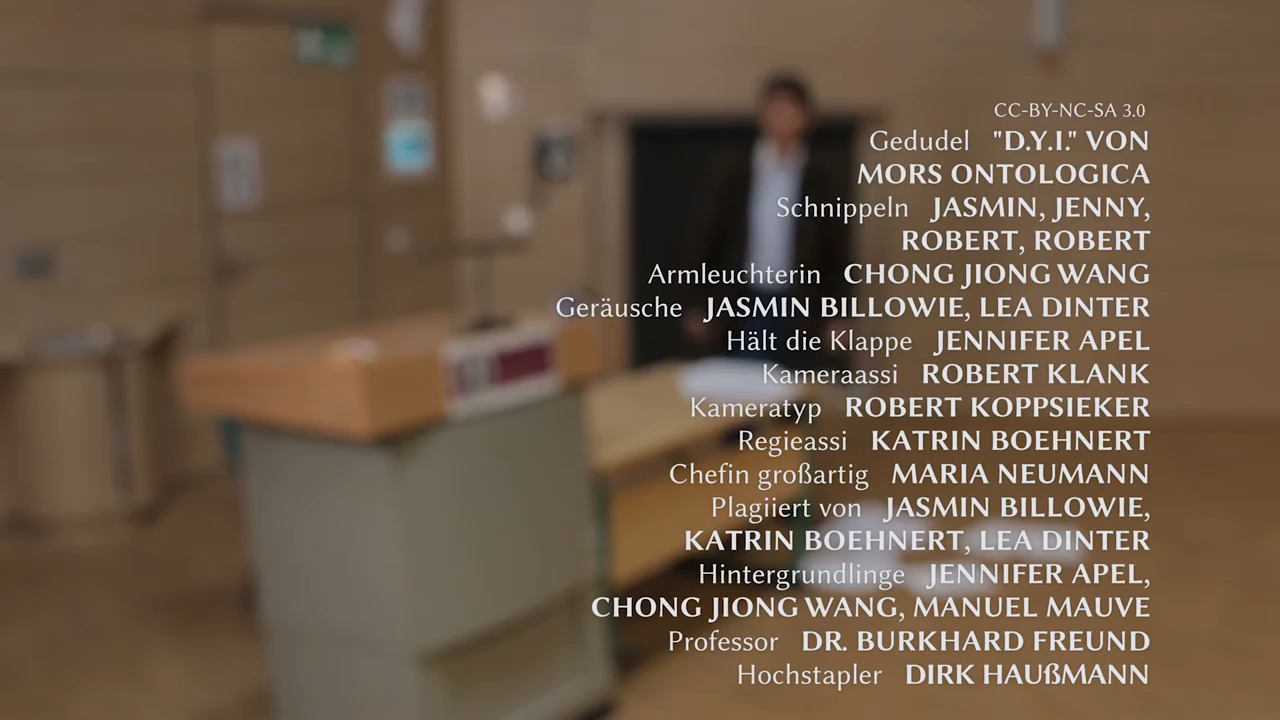 CC-BY-NC-SA 3.0
Gedudel "D.Y.I." VON
MORS ONTOLOGICA
Schnippeln JASMIN, JENNY,
ROBERT, ROBERT
Armleuchterin CHONG JIONG WANG
Geräusche JASMIN BILLOWIE, LEA DINTER
Hält die Klappe JENNIFER APEL
Kameraassi ROBERT KLANK
Kameratyp ROBERT KOPPSIEKER
Regieassi KATRIN BOEHNERT
Chefin großartig MARIA NEUMANN
Plagiiert von JASMIN BILLOWIE,
KATRIN BOEHNERT, LEA DINTER
Hintergrundlinge JENNIFER APEL,
CHONG JIONG WANG, MANUEL MAUVE
Professor DR. BURKHARD FREUND
Hochstapler DIRK HAUßMANN